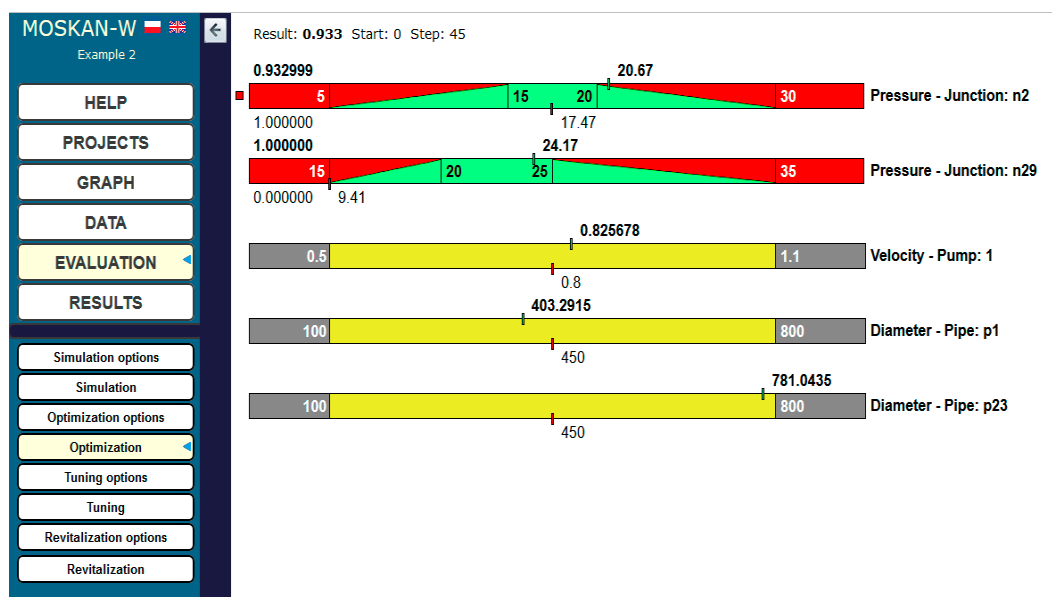 MOSKAN-W
Example 2
HELP
PROJECTS
GRAPH
DATA
EVALUATION
RESULTS
Simulation options
Simulation
Optimization options
Optimization
Tuning options
Tuning
Revitalization options
Revitalization
Result: 0.933 Start: 0 Step: 45
0.932999 20.67
5 15 20 30 Pressure - Junction: n2
1.000000 17.47
1.000000 24.17
15 20 25 35 Pressure - Junction: n29
0.000000 9.41
0.825678
0.5 1.1 Velocity - Pump: 1
0.8
403.2915
100 800 Diameter - Pipe: p1
450
781.0435
100 800 Diameter - Pipe: p23
450